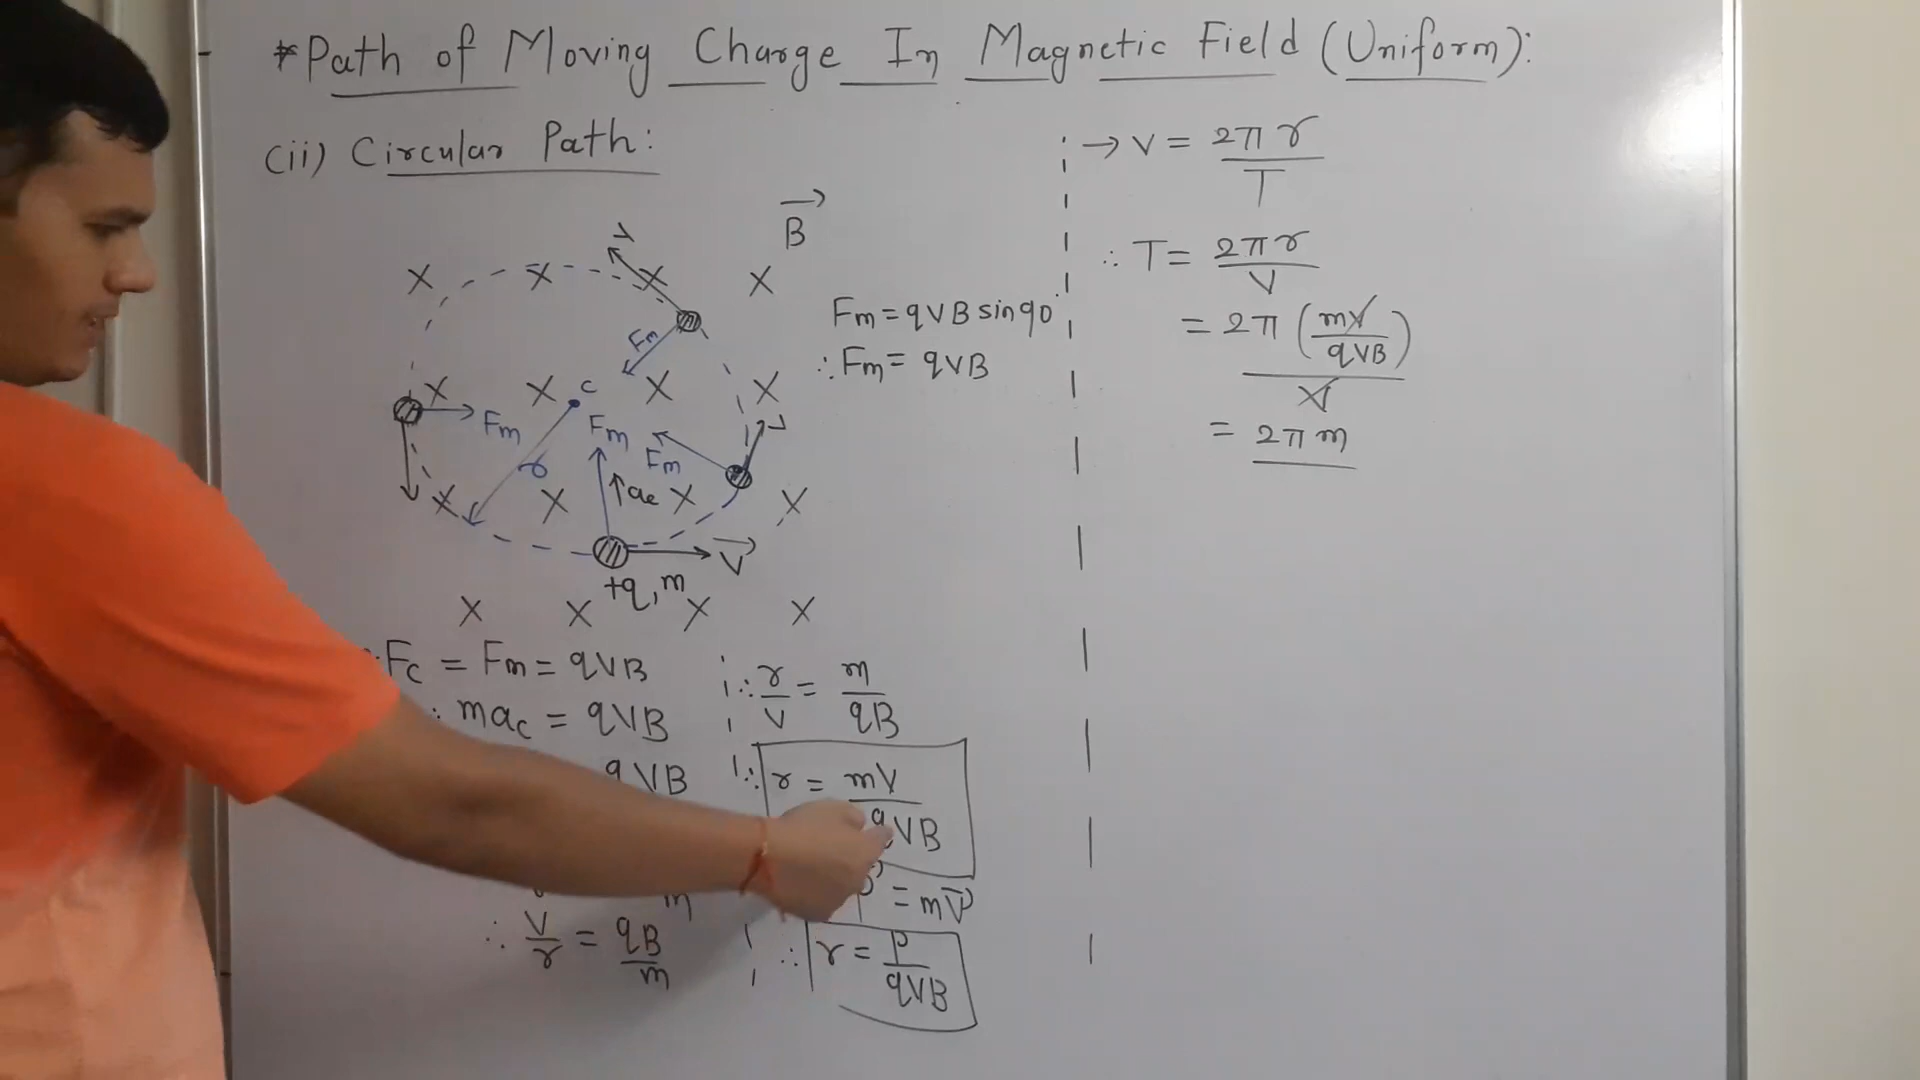 *Path of Moving Charge In Magnetic Field (Uniform):
(ii) Circular Path:
B⃗
X X X X
v
Fm
Fm = qVB sin90°
∴ Fm = qVB
X X C X X
Fm
r
Fm
Fm
↑ac
v
X X X X
V⃗
+q, m
X X X X
∴ Fc = Fm = qVB
∴ mac = qVB
qVB
m
∴ V/r = qB/m
∴ r/V = m/qB
∴ r = mV/qVB
= mV⃗
∴ r = P/qVB
→ V = 2πr/T
∴ T = 2πr/V
= 2π (mV/qVB)/V
= 2πm